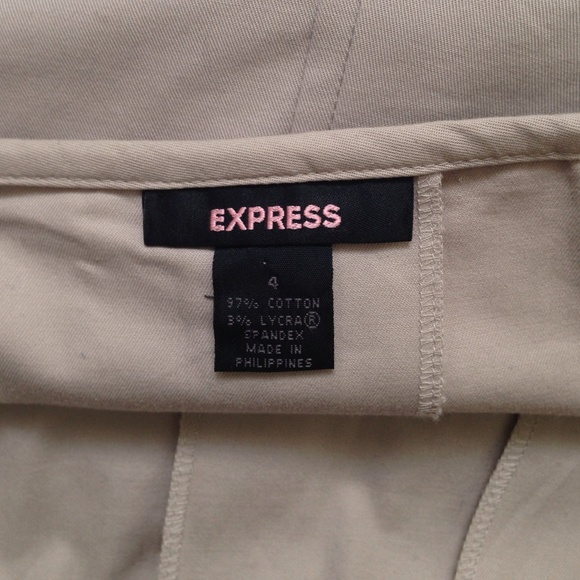 EXPRESS
4
97% COTTON
3% LYCRA®
SPANDEX
MADE IN
PHILIPPINES